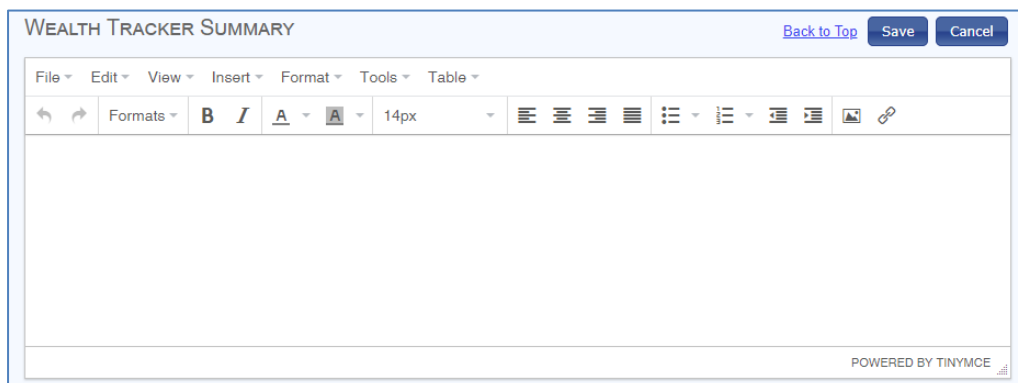 WEALTH TRACKER SUMMARY
Back to Top Save Cancel
File Edit View Insert Format Tools Table
Formats B I A A 14px
POWERED BY TINYMCE